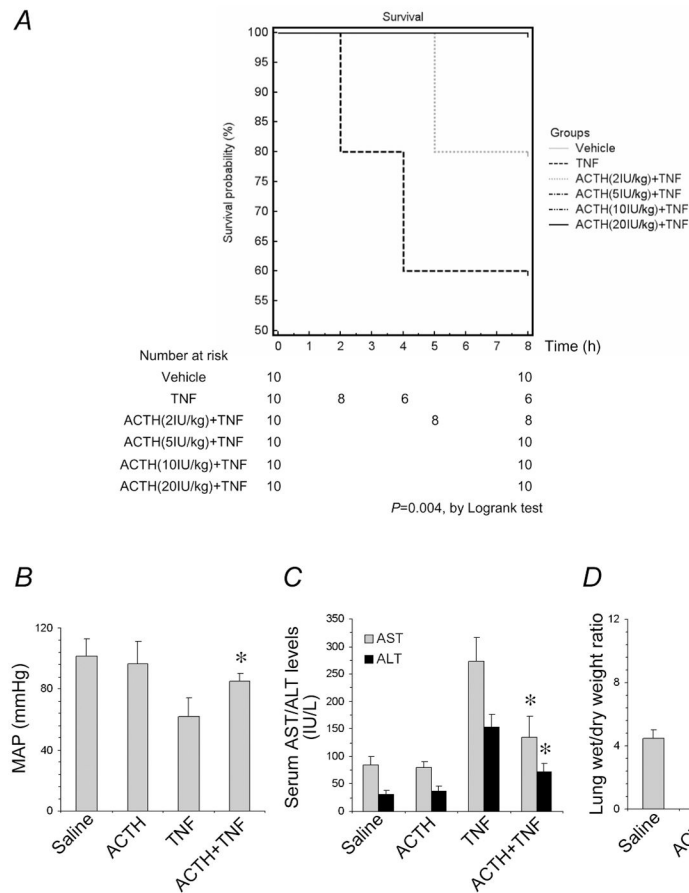 A
Survival
Survival probability (%)
100
95
90
85
80
75
70
65
60
55
50
0 1 2 3 4 5 6 7 8
Time (h)
Groups
Vehicle
TNF
ACTH(2IU/kg)+TNF
ACTH(5IU/kg)+TNF
ACTH(10IU/kg)+TNF
ACTH(20IU/kg)+TNF
Number at risk
Vehicle 10 10
TNF 10 8 6 6
ACTH(2IU/kg)+TNF 10 8 8
ACTH(5IU/kg)+TNF 10 10
ACTH(10IU/kg)+TNF 10 10
ACTH(20IU/kg)+TNF 10 10
P=0.004, by Logrank test
B
MAP (mmHg)
120
80
40
0
*
Saline
ACTH
TNF
ACTH+TNF
C
Serum AST/ALT levels
(IU/L)
350
300
250
200
150
100
50
0
AST
ALT
*
*
Saline
ACTH
TNF
ACTH+TNF
D
Lung wet/dry weight ratio
12
8
4
0
Saline